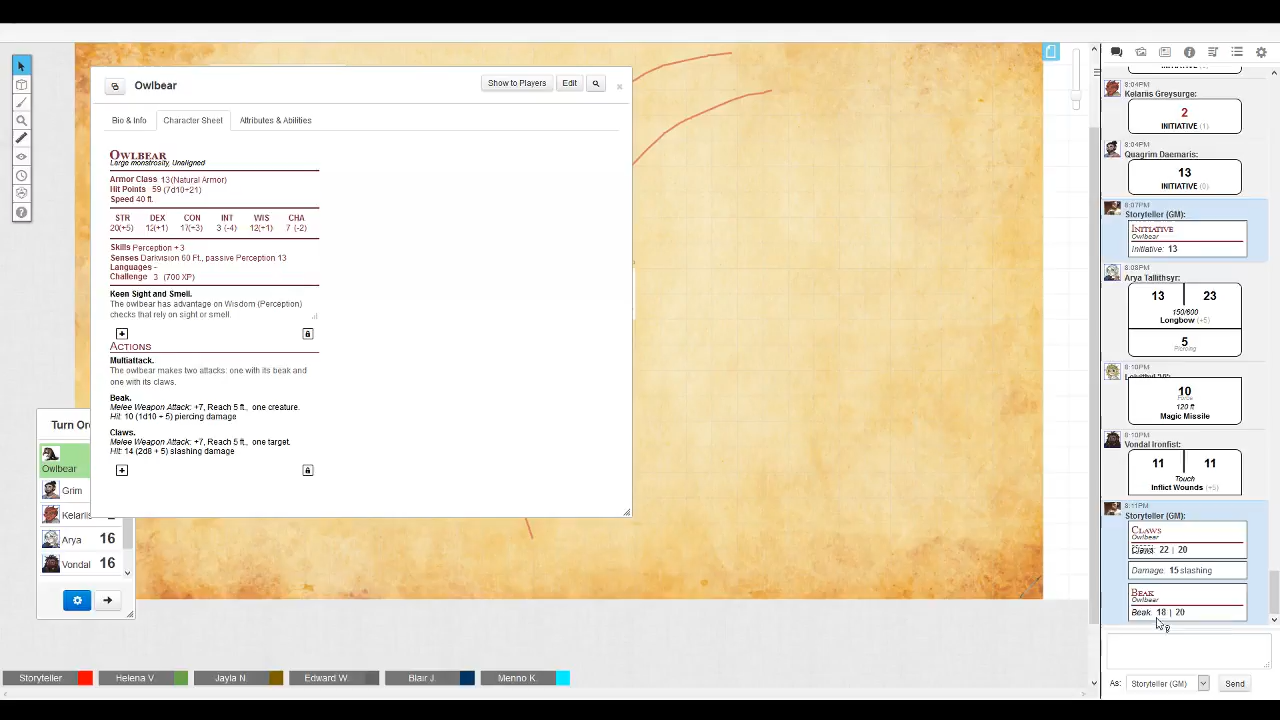 Owlbear
Show to Players
Edit
Bio & Info
Character Sheet
Attributes & Abilities
OWLBEAR
Large monstrosity, Unaligned
Armor Class 13(Natural Armor)
Hit Points 59 (7d10+21)
Speed 40 ft.
STR DEX CON INT WIS CHA
20(+5) 12(+1) 17(+3) 3 (-4) 12(+1) 7 (-2)
Skills Perception +3
Senses Darkvision 60 Ft., passive Perception 13
Languages -
Challenge 3 (700 XP)
Keen Sight and Smell.
The owlbear has advantage on Wisdom (Perception)
checks that rely on sight or smell.
ACTIONS
Multiattack.
The owlbear makes two attacks: one with its beak and
one with its claws.
Beak.
Melee Weapon Attack: +7, Reach 5 ft., one creature.
Hit: 10 (1d10 + 5) piercing damage
Claws.
Melee Weapon Attack: +7, Reach 5 ft., one target.
Hit: 14 (2d8 + 5) slashing damage
Turn Or
Owlbear
Grim
Kelariis
Arya 16
Vondal 16
Storyteller
Helena V.
Jayla N.
Edward W.
Blair J.
Menno K.
8:04PM
Kelariis Greysurge:
2
INITIATIVE (1)
8:04PM
Quagrim Daemaris:
13
INITIATIVE (0)
8:07PM
Storyteller (GM):
INITIATIVE
Owlbear
Initiative: 13
8:08PM
Arya Tallithsyr:
13 23
150/600
Longbow (+5)
5
Piercing
8:10PM
10
Force
120 ft
Magic Missile
8:10PM
Vondal Ironfist:
11 11
Touch
Inflict Wounds (+5)
8:11PM
Storyteller (GM):
CLAWS
Owlbear
Claws: 22 | 20
Damage: 15 slashing
BEAK
Owlbear
Beak: 18 | 20
As:
Storyteller (GM)
Send